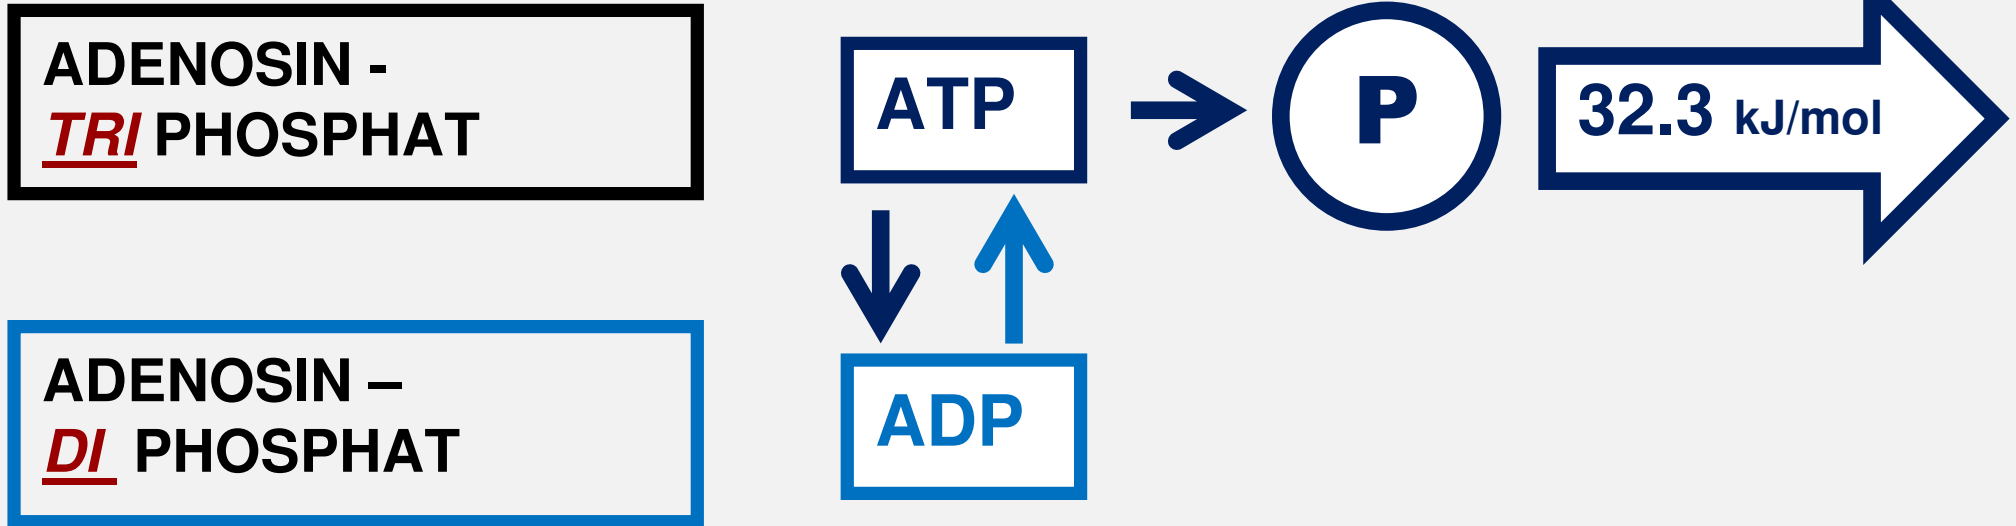 ADENOSIN -
TRI PHOSPHAT
ATP
P
32.3 kJ/mol
ADENOSIN –
DI PHOSPHAT
ADP